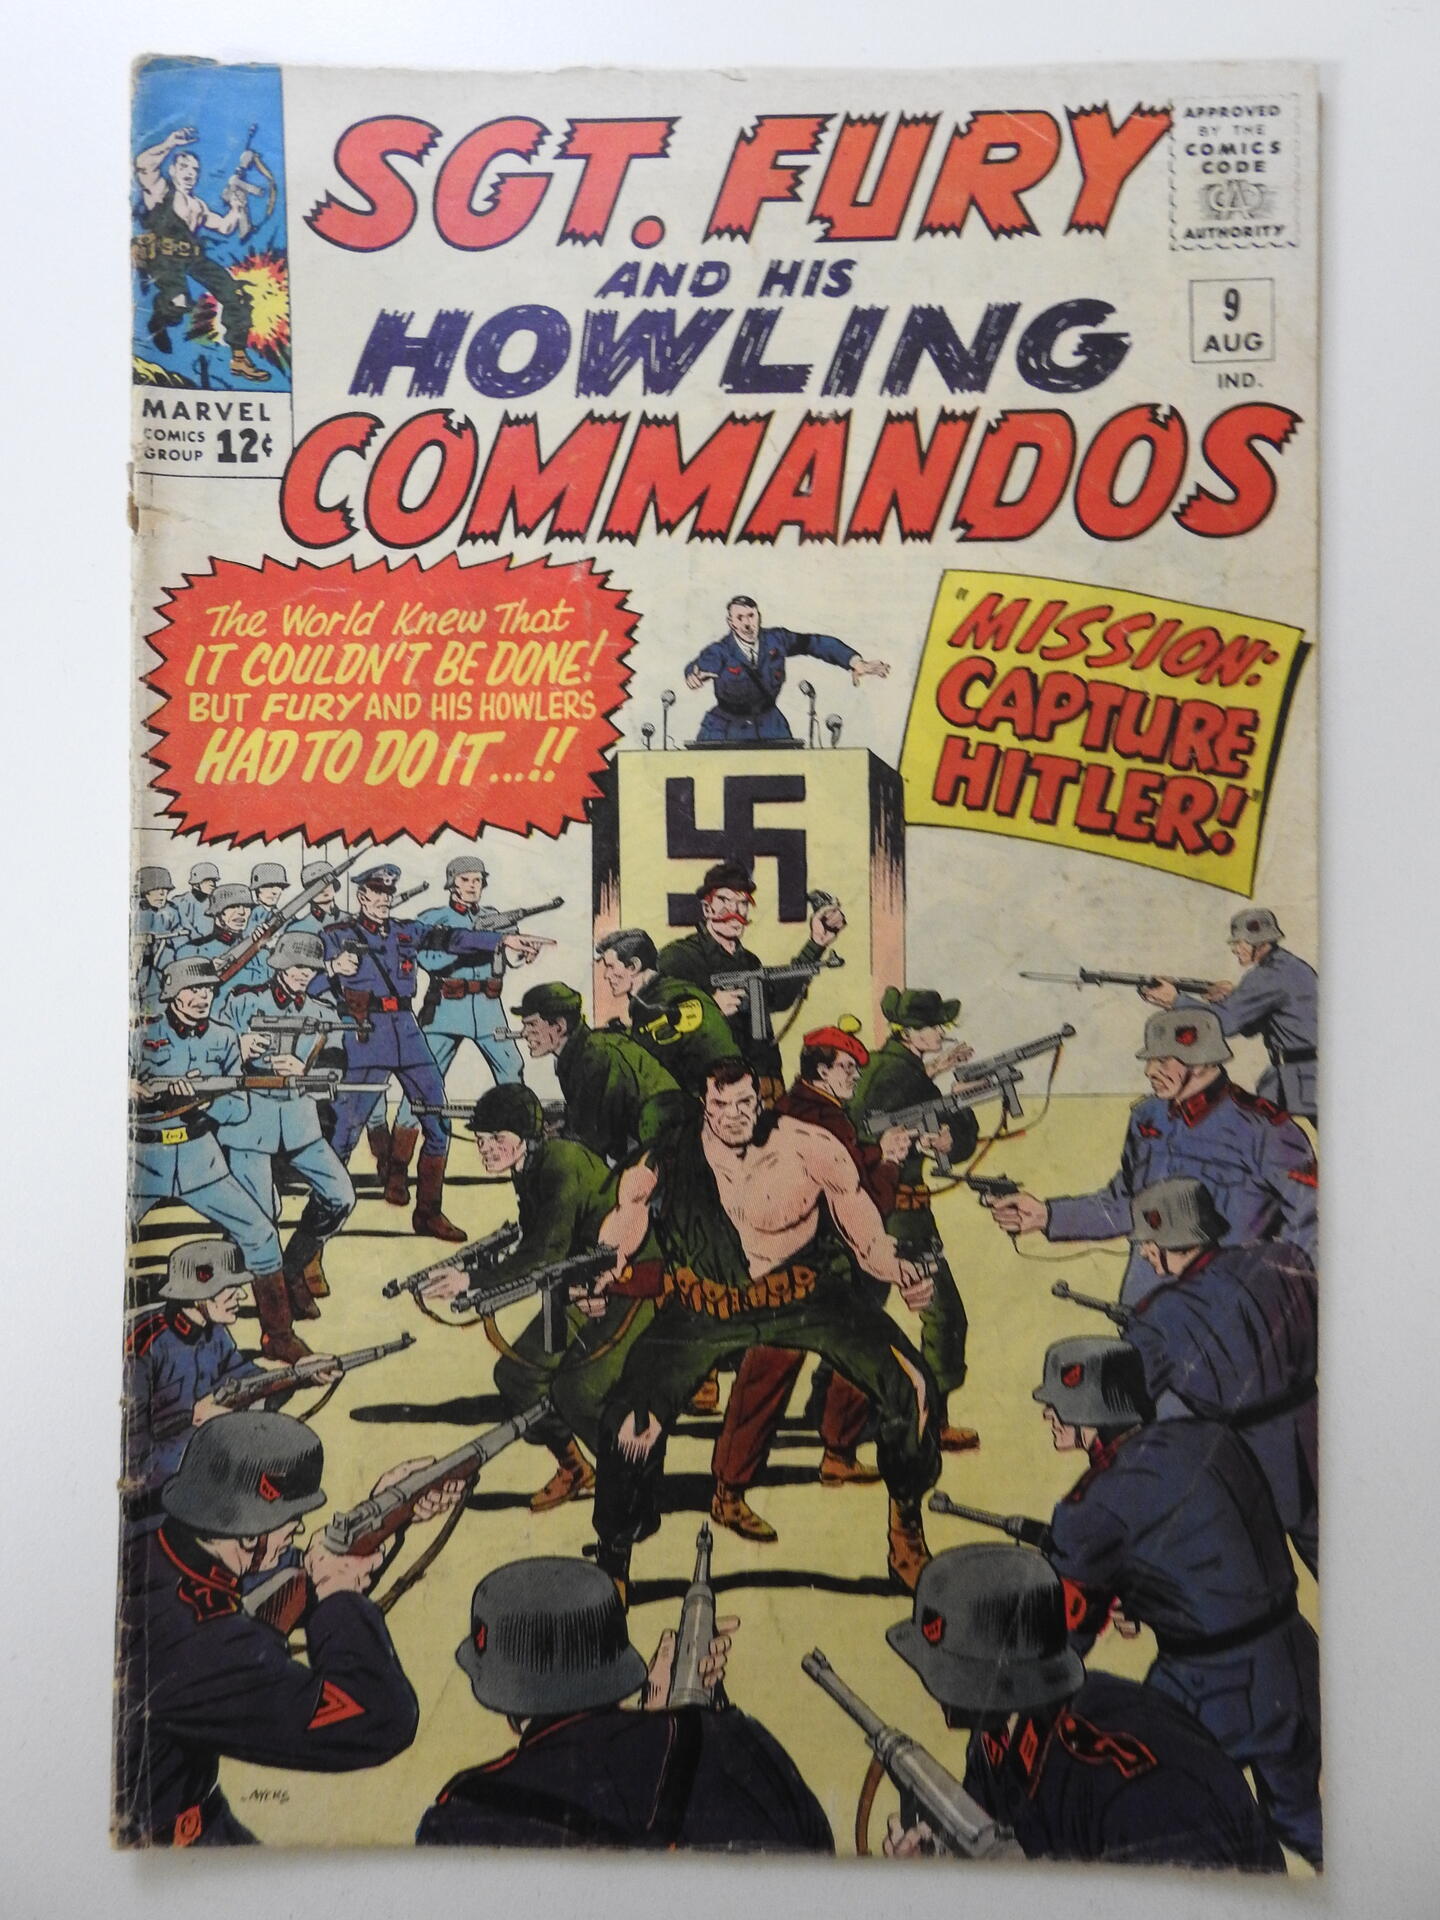 SGT. FURY
AND HIS
HOWLING
COMMANDOS
APPROVED
BY THE
COMICS
CODE
CA
AUTHORITY
9
AUG
IND.
MARVEL
COMICS
GROUP 12¢
The World Knew That
IT COULDN'T BE DONE!
BUT FURY AND HIS HOWLERS
HAD TO DO IT...!!
"MISSION:
CAPTURE
HITLER!"
AYERS